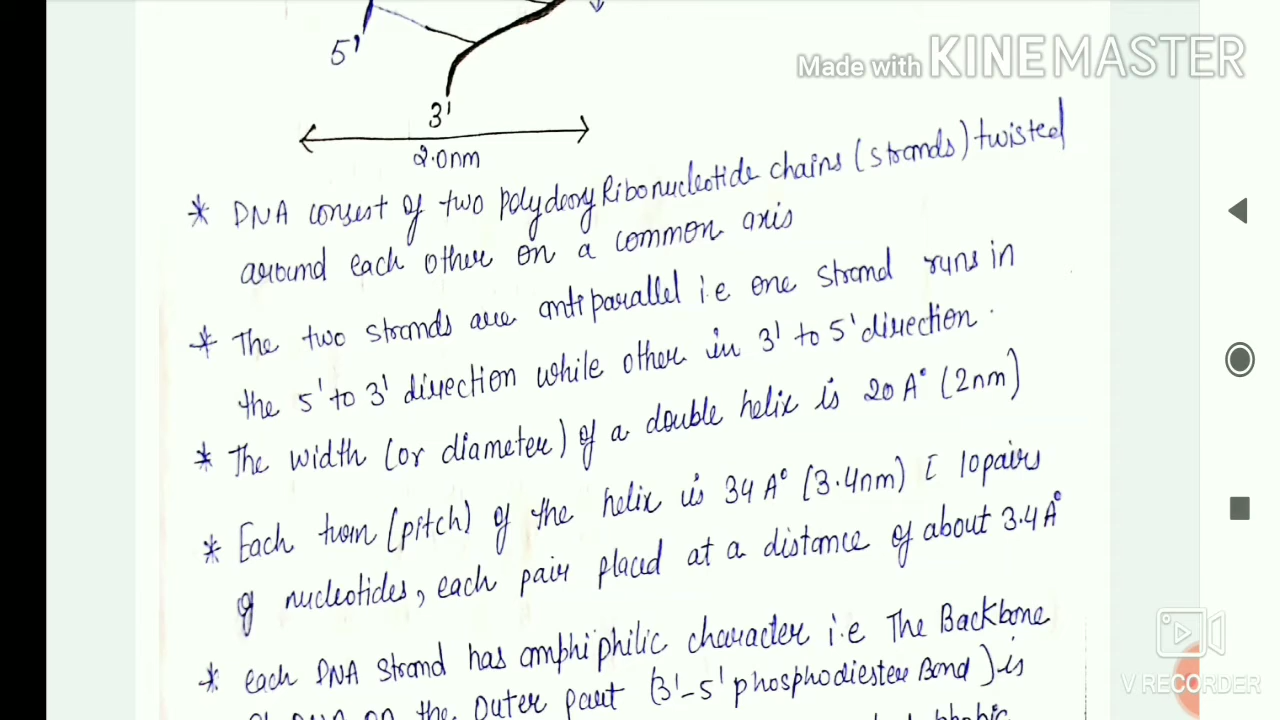 5'
Made with KINEMASTER
3'
2.0nm
* DNA consest of two polydeoxyRibonucleotide chains (strands) twisted
around each other on a common axis
* The two strands are antiparallel i.e one strand runs in
the 5' to 3' direction while other in 3' to 5' direction.
* The width (or diameter) of a double helix is 20 A° (2nm)
* Each turn (pitch) of the helix is 34 A° (3.4nm) [ 10pairs
of nucleotides, each pair placed at a distance of about 3.4 A°
* each DNA strand has amphiphilic character i.e The Backbone
of DNA on the outer part (3'-5' phosphodiester Bond) is
V RECORDER